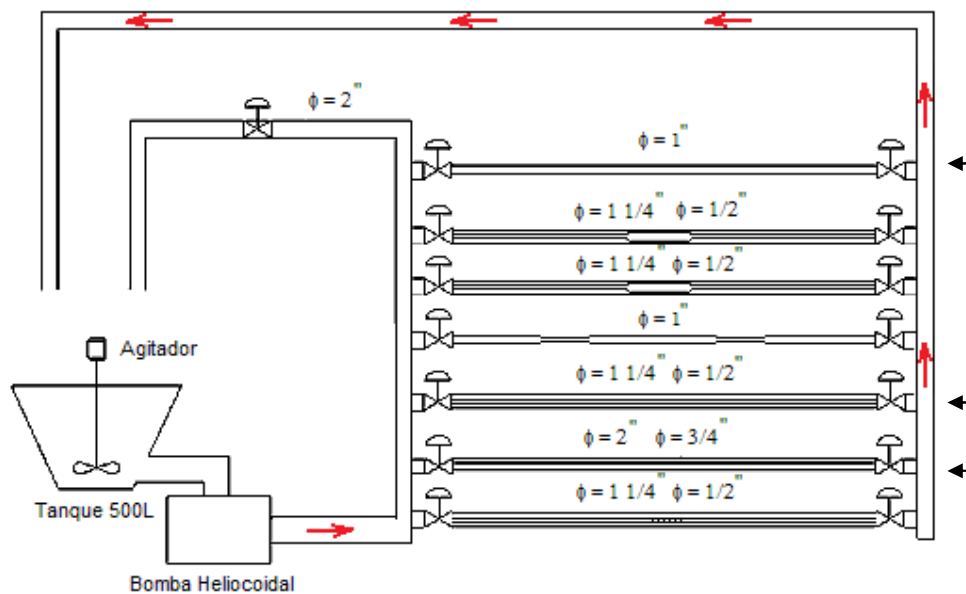 ϕ = 2"
ϕ = 1"
ϕ = 1 1/4" ϕ = 1/2"
ϕ = 1 1/4" ϕ = 1/2"
ϕ = 1"
Agitador
ϕ = 1 1/4" ϕ = 1/2"
ϕ = 2" ϕ = 3/4"
ϕ = 1 1/4" ϕ = 1/2"
Tanque 500L
Bomba Heliocoidal